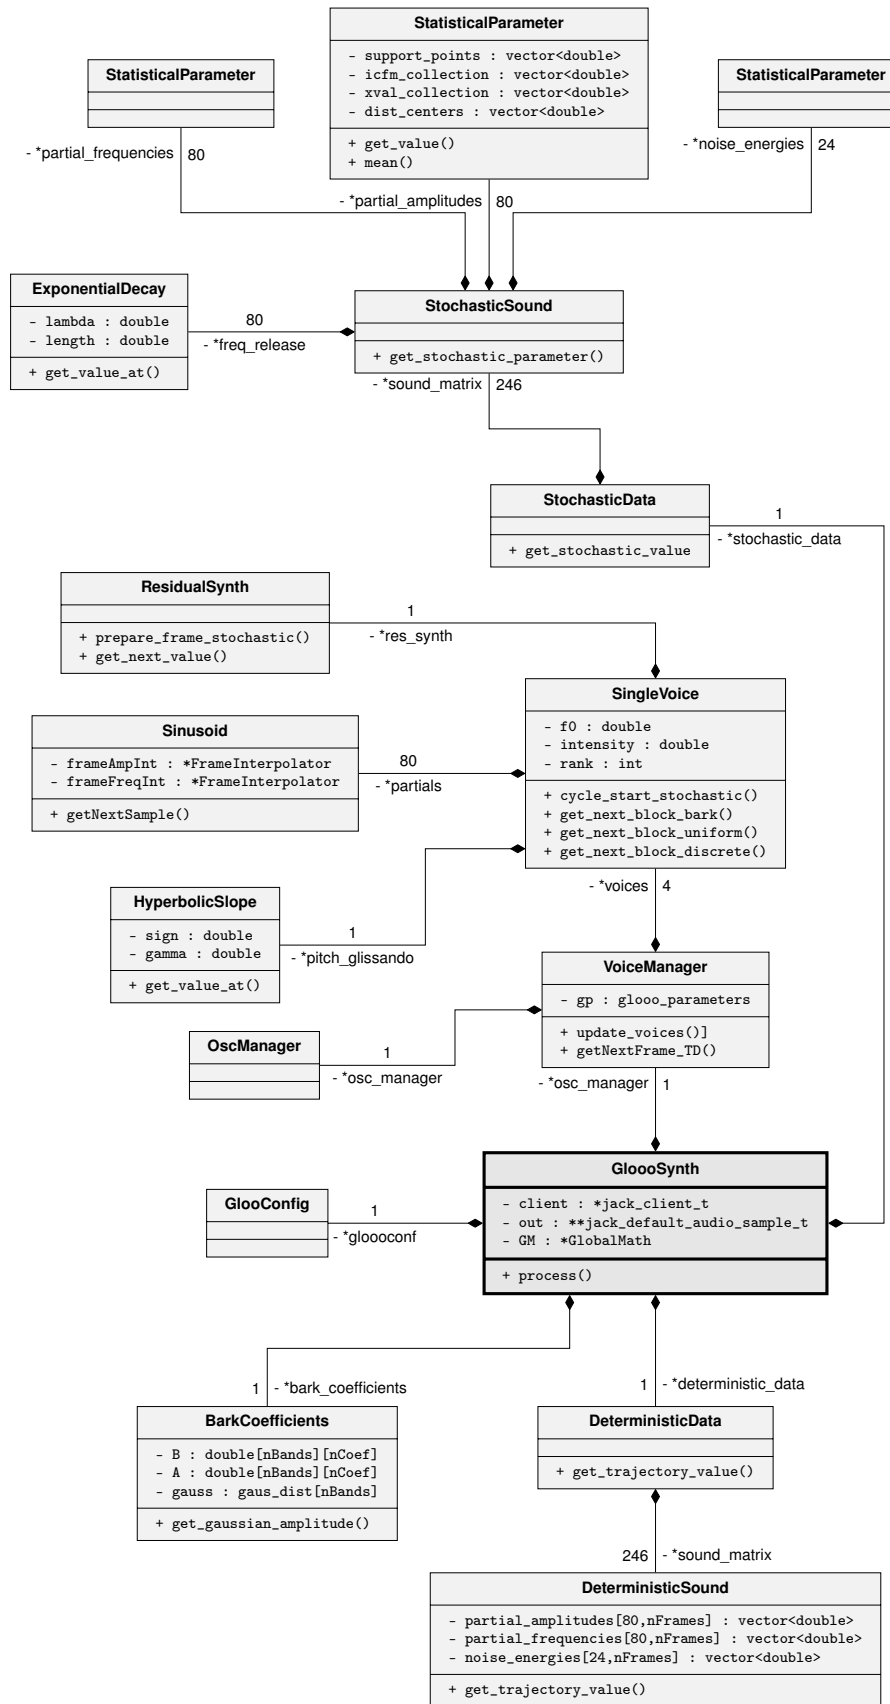 StatisticalParameter
- support_points : vector<double>
- icfm_collection : vector<double>
- xval_collection : vector<double>
- dist_centers : vector<double>
+ get_value()
+ mean()
StatisticalParameter
StatisticalParameter
- *partial_frequencies
80
- *noise_energies
24
- *partial_amplitudes
80
ExponentialDecay
- lambda : double
- length : double
+ get_value_at()
80
- *freq_release
StochasticSound
+ get_stochastic_parameter()
- *sound_matrix
246
StochasticData
+ get_stochastic_value
1
- *stochastic_data
ResidualSynth
+ prepare_frame_stochastic()
+ get_next_value()
1
- *res_synth
SingleVoice
- f0 : double
- intensity : double
- rank : int
+ cycle_start_stochastic()
+ get_next_block_bark()
+ get_next_block_uniform()
+ get_next_block_discrete()
Sinusoid
- frameAmpInt : *FrameInterpolator
- frameFreqInt : *FrameInterpolator
+ getNextSample()
80
- *partials
- *voices
4
HyperbolicSlope
- sign : double
- gamma : double
+ get_value_at()
1
- *pitch_glissando
VoiceManager
- gp : glooo_parameters
+ update_voices()]
+ getNextFrame_TD()
OscManager
1
- *osc_manager
- *osc_manager
1
GloooSynth
- client : *jack_client_t
- out : **jack_default_audio_sample_t
- GM : *GlobalMath
+ process()
GlooConfig
1
- *gloooconf
1
- *bark_coefficients
1
- *deterministic_data
BarkCoefficients
- B : double[nBands][nCoef]
- A : double[nBands][nCoef]
- gauss : gaus_dist[nBands]
+ get_gaussian_amplitude()
DeterministicData
+ get_trajectory_value()
246
- *sound_matrix
DeterministicSound
- partial_amplitudes[80,nFrames] : vector<double>
- partial_frequencies[80,nFrames] : vector<double>
- noise_energies[24,nFrames] : vector<double>
+ get_trajectory_value()